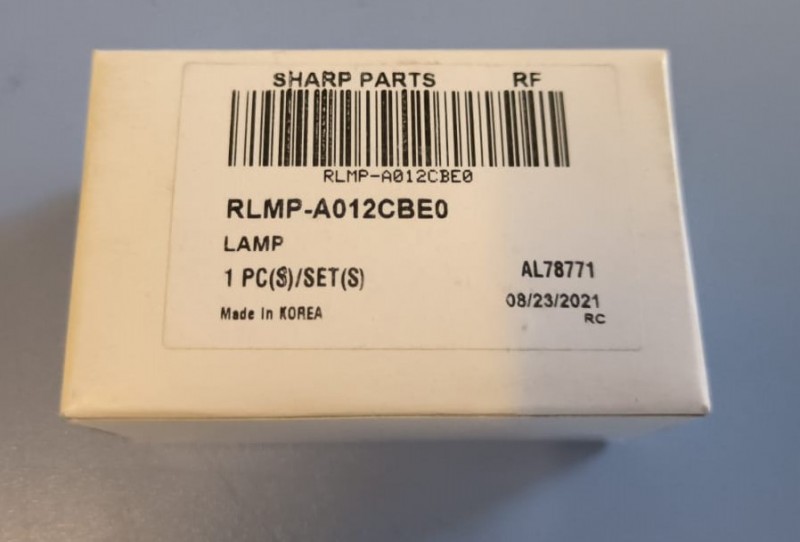 SHARP PARTS RF
RLMP-A012CBE0
RLMP-A012CBE0
LAMP
1 PC(S)/SET(S) AL78771
Made In KOREA 08/23/2021
RC